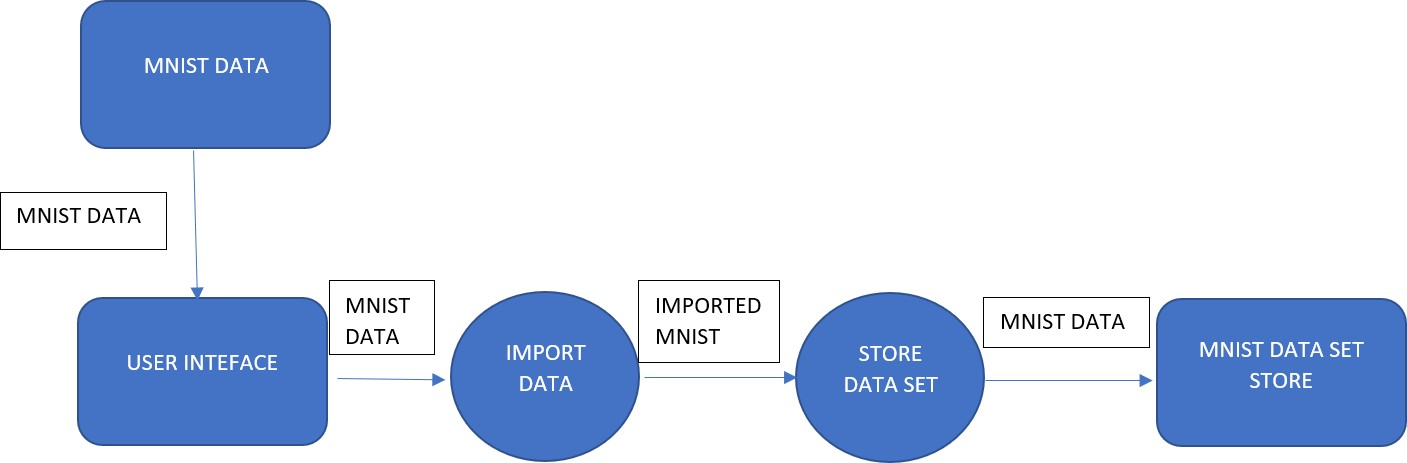 MNIST DATA
MNIST DATA
USER INTEFACE
MNIST
DATA
IMPORT
DATA
IMPORTED
MNIST
STORE
DATA SET
MNIST DATA
MNIST DATA SET
STORE